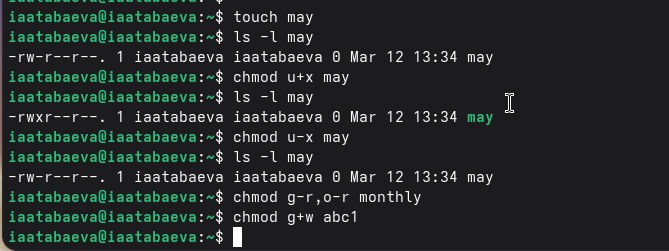 iaatabaeva@iaatabaeva:~$ touch may
iaatabaeva@iaatabaeva:~$ ls -l may
-rw-r--r--. 1 iaatabaeva iaatabaeva 0 Mar 12 13:34 may
iaatabaeva@iaatabaeva:~$ chmod u+x may
iaatabaeva@iaatabaeva:~$ ls -l may
-rwxr--r--. 1 iaatabaeva iaatabaeva 0 Mar 12 13:34 may
iaatabaeva@iaatabaeva:~$ chmod u-x may
iaatabaeva@iaatabaeva:~$ ls -l may
-rw-r--r--. 1 iaatabaeva iaatabaeva 0 Mar 12 13:34 may
iaatabaeva@iaatabaeva:~$ chmod g-r,o-r monthly
iaatabaeva@iaatabaeva:~$ chmod g+w abc1
iaatabaeva@iaatabaeva:~$